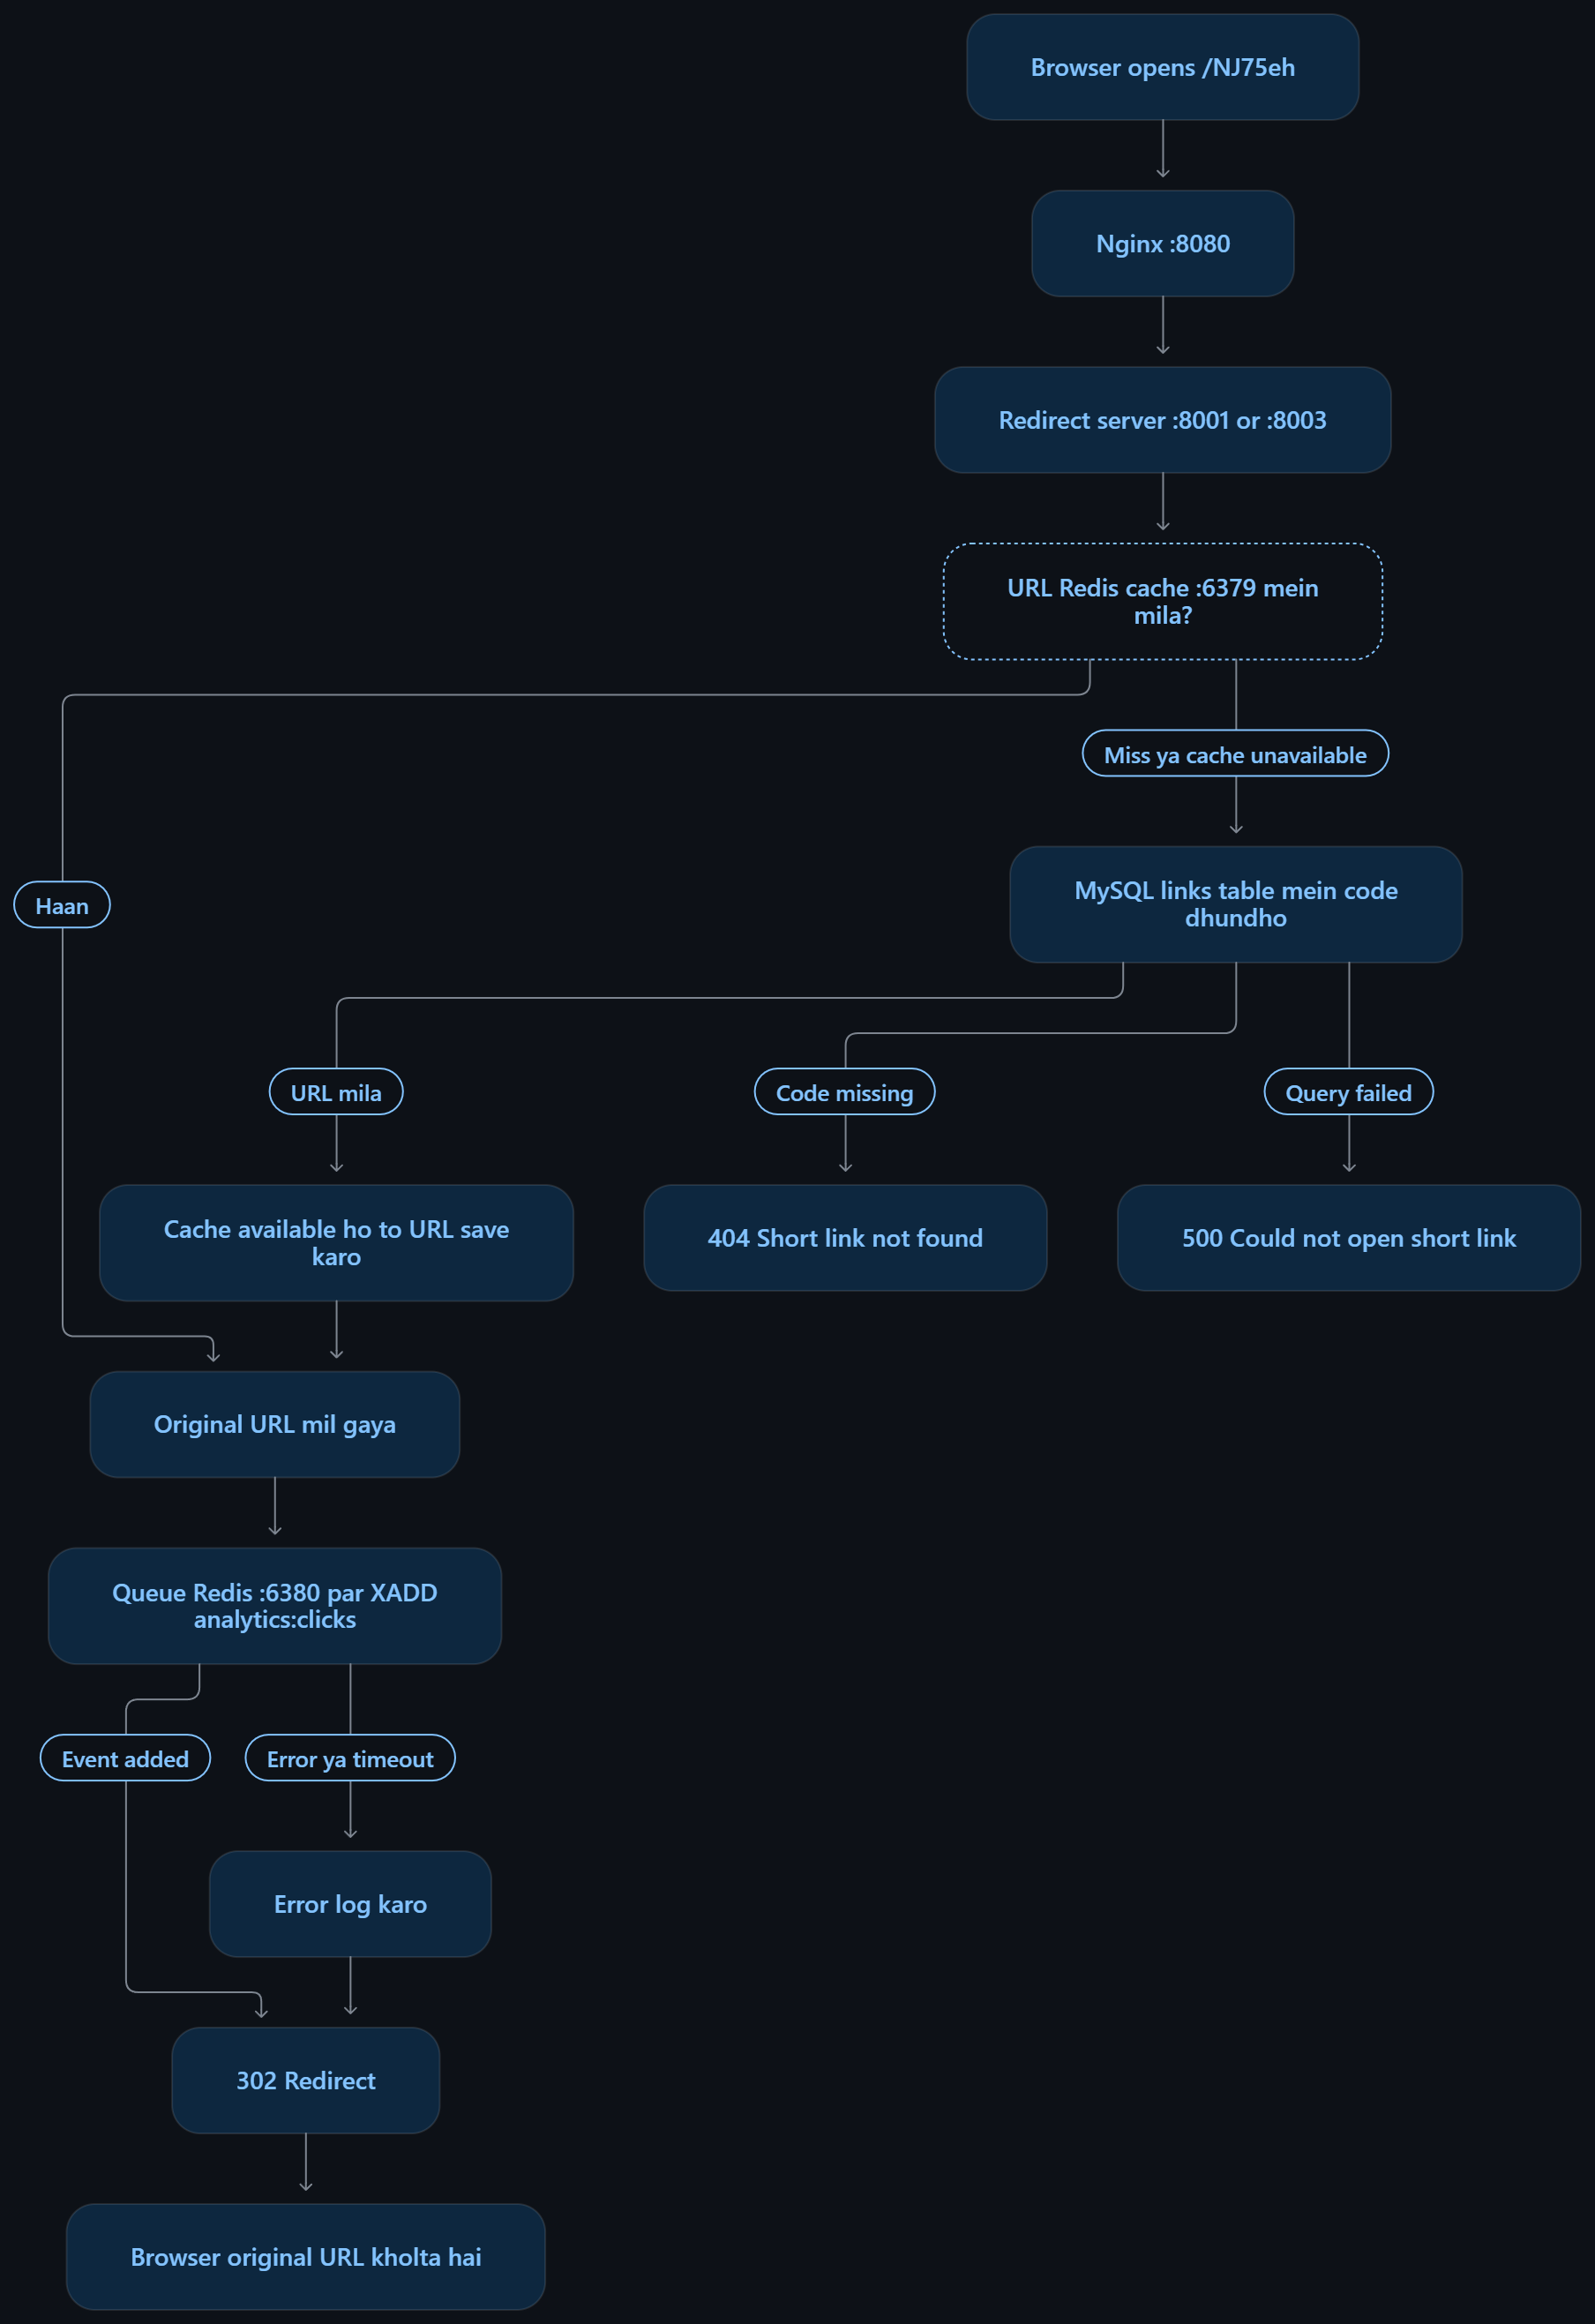 Browser opens /NJ75eh
Nginx :8080
Redirect server :8001 or :8003
URL Redis cache :6379 mein
mila?
Miss ya cache unavailable
Haan
MySQL links table mein code
dhundho
URL mila
Code missing
Query failed
Cache available ho to URL save
karo
404 Short link not found
500 Could not open short link
Original URL mil gaya
Queue Redis :6380 par XADD
analytics:clicks
Event added
Error ya timeout
Error log karo
302 Redirect
Browser original URL kholta hai